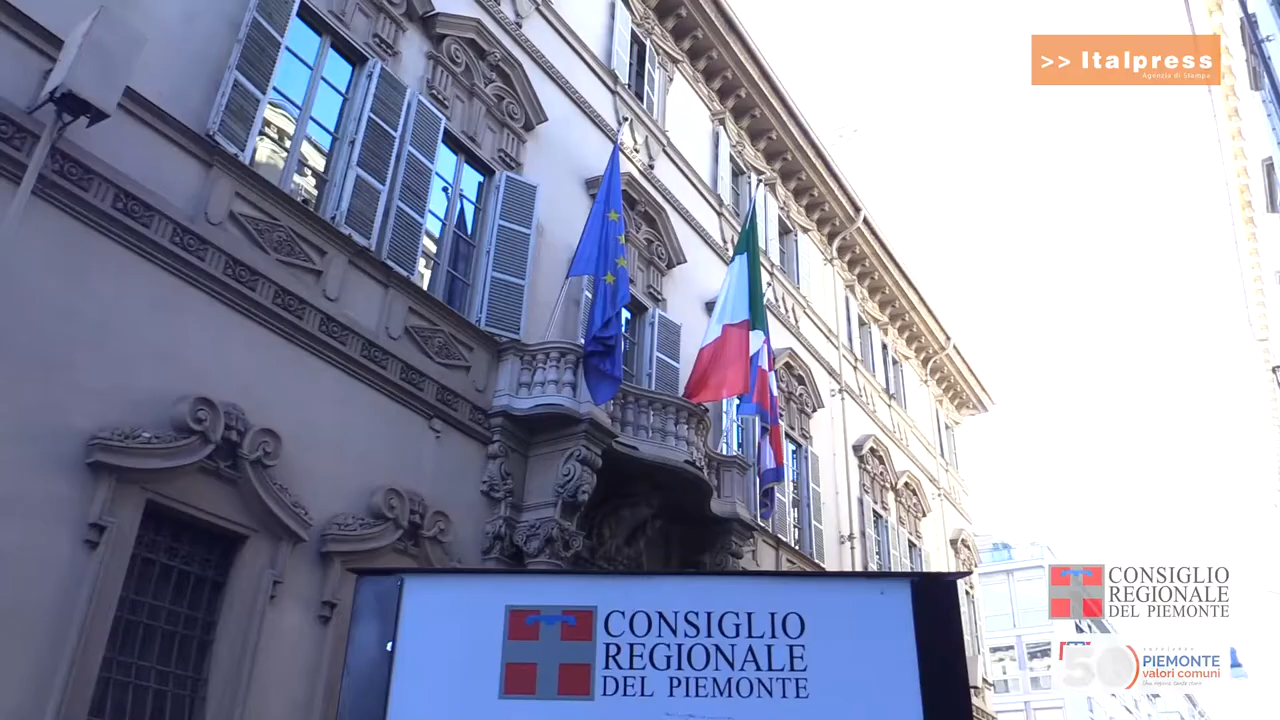 >> Italpress
Agenzia di Stampa
CONSIGLIO
REGIONALE
DEL PIEMONTE
50
PIEMONTE
valori comuni
CONSIGLIO
REGIONALE
DEL PIEMONTE